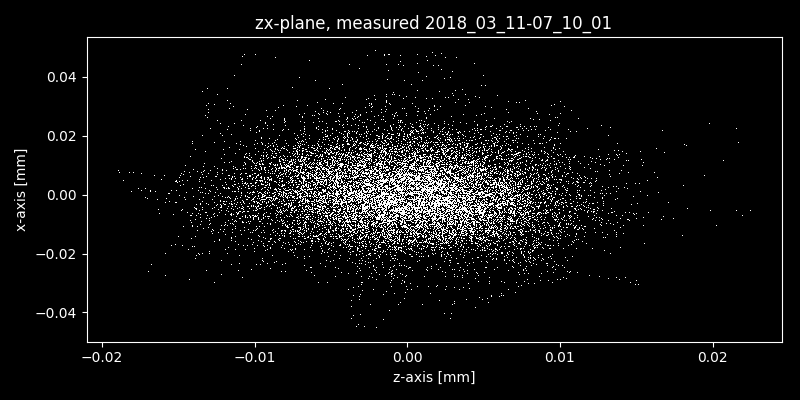 zx-plane, measured 2018_03_11-07_10_01
0.04
0.02
0.00
−0.02
−0.04
x-axis [mm]
−0.02 −0.01 0.00 0.01 0.02
z-axis [mm]